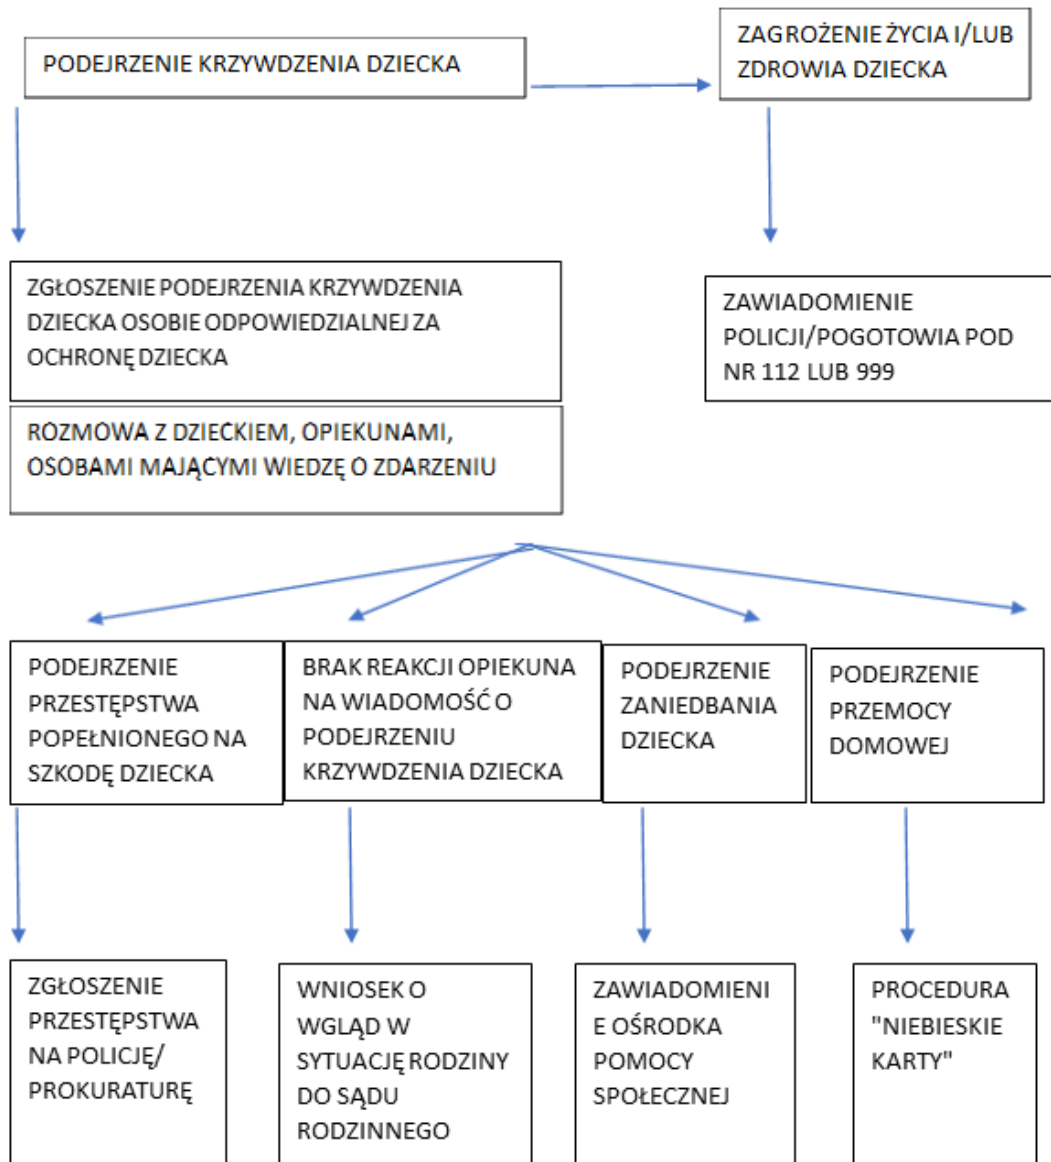 PODEJRZENIE KRZYWDZENIA DZIECKA
ZAGROŻENIE ŻYCIA I/LUB
ZDROWIA DZIECKA
ZGŁOSZENIE PODEJRZENIA KRZYWDZENIA
DZIECKA OSOBIE ODPOWIEDZIALNEJ ZA
OCHRONĘ DZIECKA
ZAWIADOMIENIE
POLICJI/POGOTOWIA POD
NR 112 LUB 999
ROZMOWA Z DZIECKIEM, OPIEKUNAMI,
OSOBAMI MAJĄCYMI WIEDZĘ O ZDARZENIU
PODEJRZENIE
PRZESTĘPSTWA
POPEŁNIONEGO NA
SZKODĘ DZIECKA
BRAK REAKCJI OPIEKUNA
NA WIADOMOŚĆ O
PODEJRZENIU
KRZYWDZENIA DZIECKA
PODEJRZENIE
ZANIEDBANIA
DZIECKA
PODEJRZENIE
PRZEMOCY
DOMOWEJ
ZGŁOSZENIE
PRZESTĘPSTWA
NA POLICJĘ/
PROKURATURĘ
WNIOSEK O
WGLĄD W
SYTUACJĘ RODZINY
DO SĄDU
RODZINNEGO
ZAWIADOMIENI
E OŚRODKA
POMOCY
SPOŁECZNEJ
PROCEDURA
"NIEBIESKIE
KARTY"